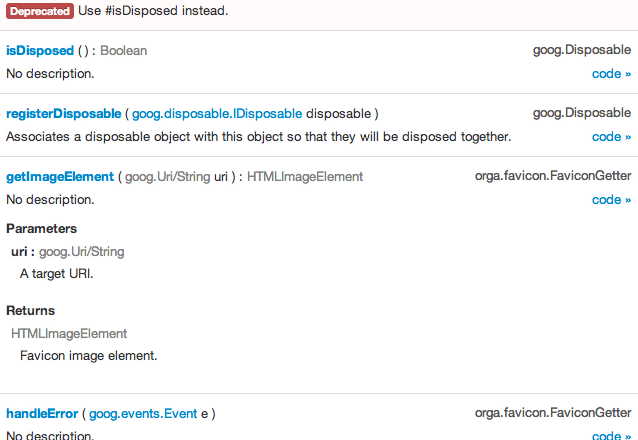 Deprecated Use #isDisposed instead.
isDisposed ( ) : Boolean goog.Disposable
No description. code »
registerDisposable ( goog.disposable.IDisposable disposable ) goog.Disposable
Associates a disposable object with this object so that they will be disposed together. code »
getImageElement ( goog.Uri/String uri ) : HTMLImageElement orga.favicon.FaviconGetter
No description. code »
Parameters
uri : goog.Uri/String
A target URI.
Returns
HTMLImageElement
Favicon image element.
handleError ( goog.events.Event e ) orga.favicon.FaviconGetter
No description. code »